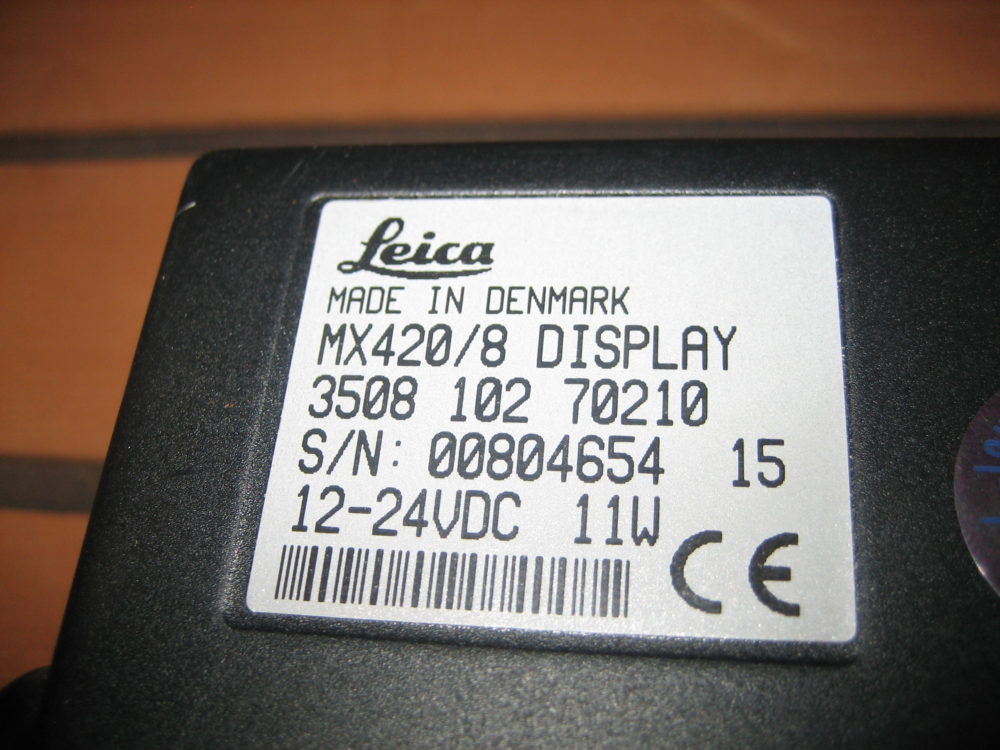 Leica
MADE IN DENMARK
MX420/8 DISPLAY
3508 102 70210
S/N: 00804654 15
12-24VDC 11W
CE